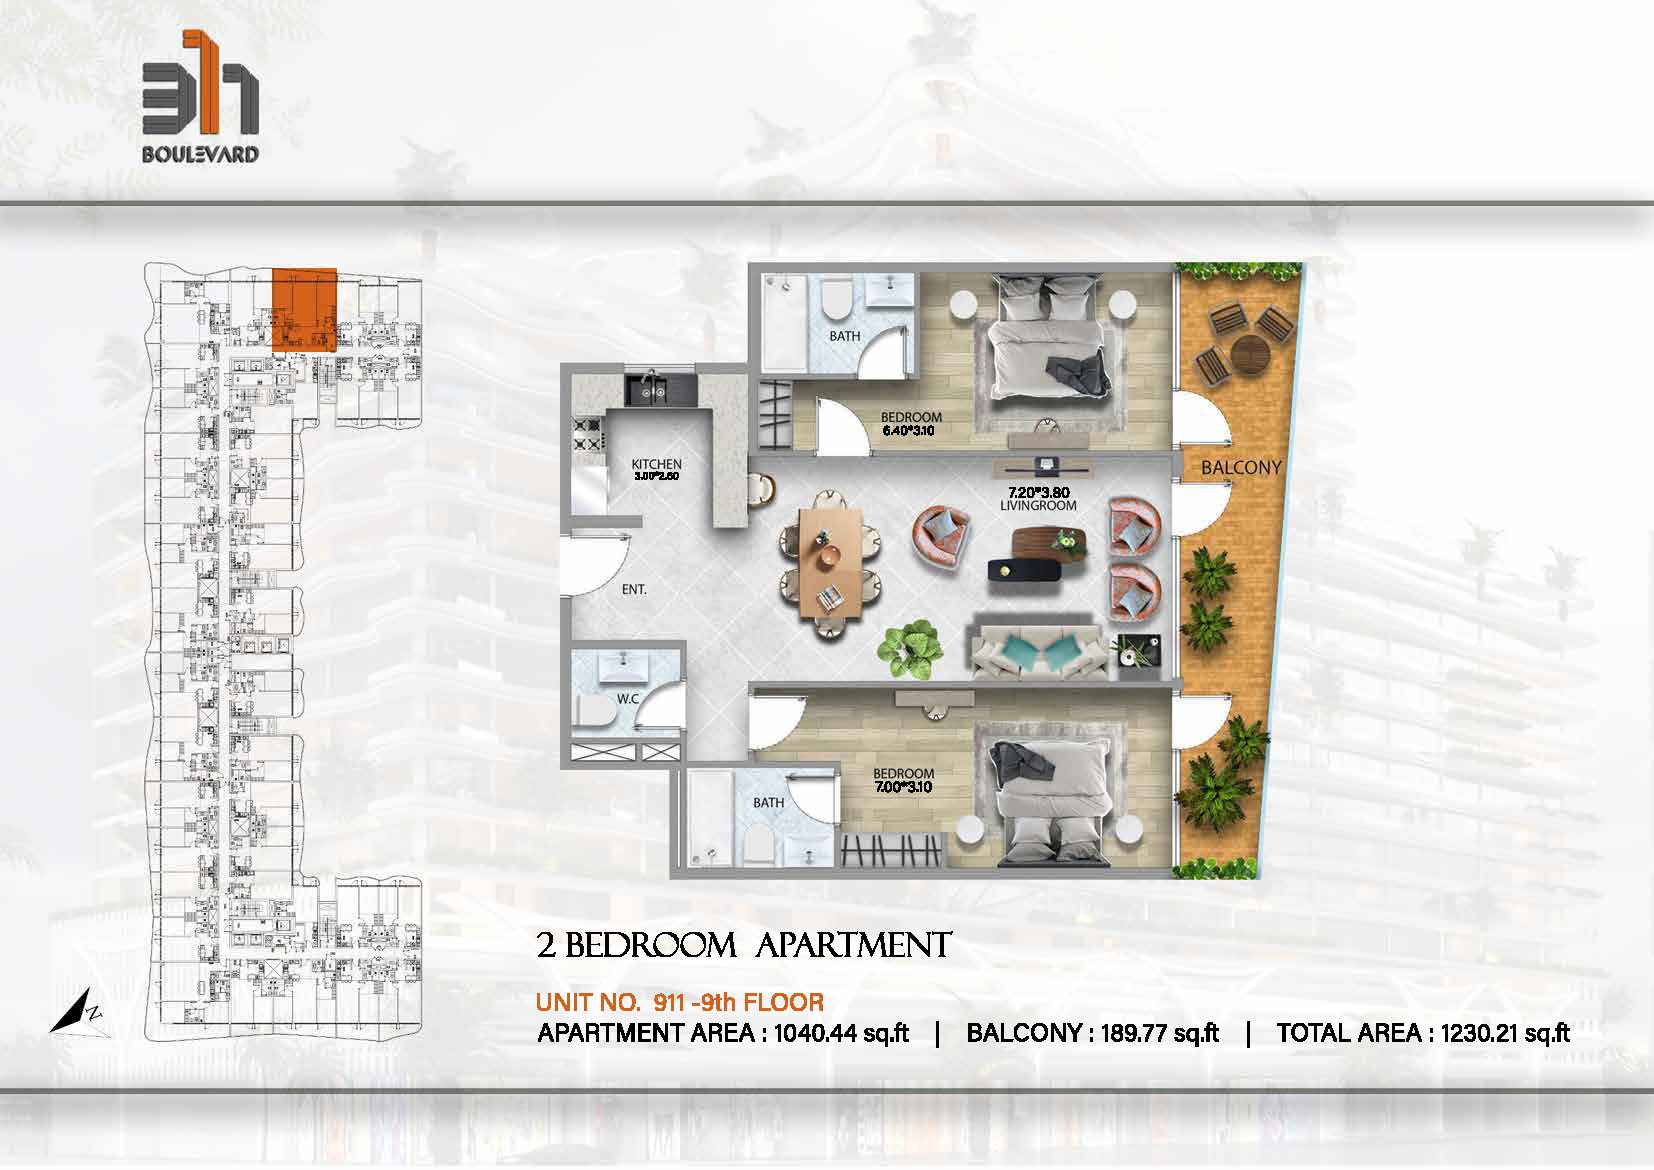 311
BOULEVARD
BATH
BEDROOM
6.40*3.10
BALCONY
KITCHEN
3.00*2.60
7.20*3.80
LIVINGROOM
ENT.
W.C
BEDROOM
7.00*3.10
BATH
N
2 BEDROOM APARTMENT
UNIT NO. 911 -9th FLOOR
APARTMENT AREA : 1040.44 sq.ft | BALCONY : 189.77 sq.ft | TOTAL AREA : 1230.21 sq.ft